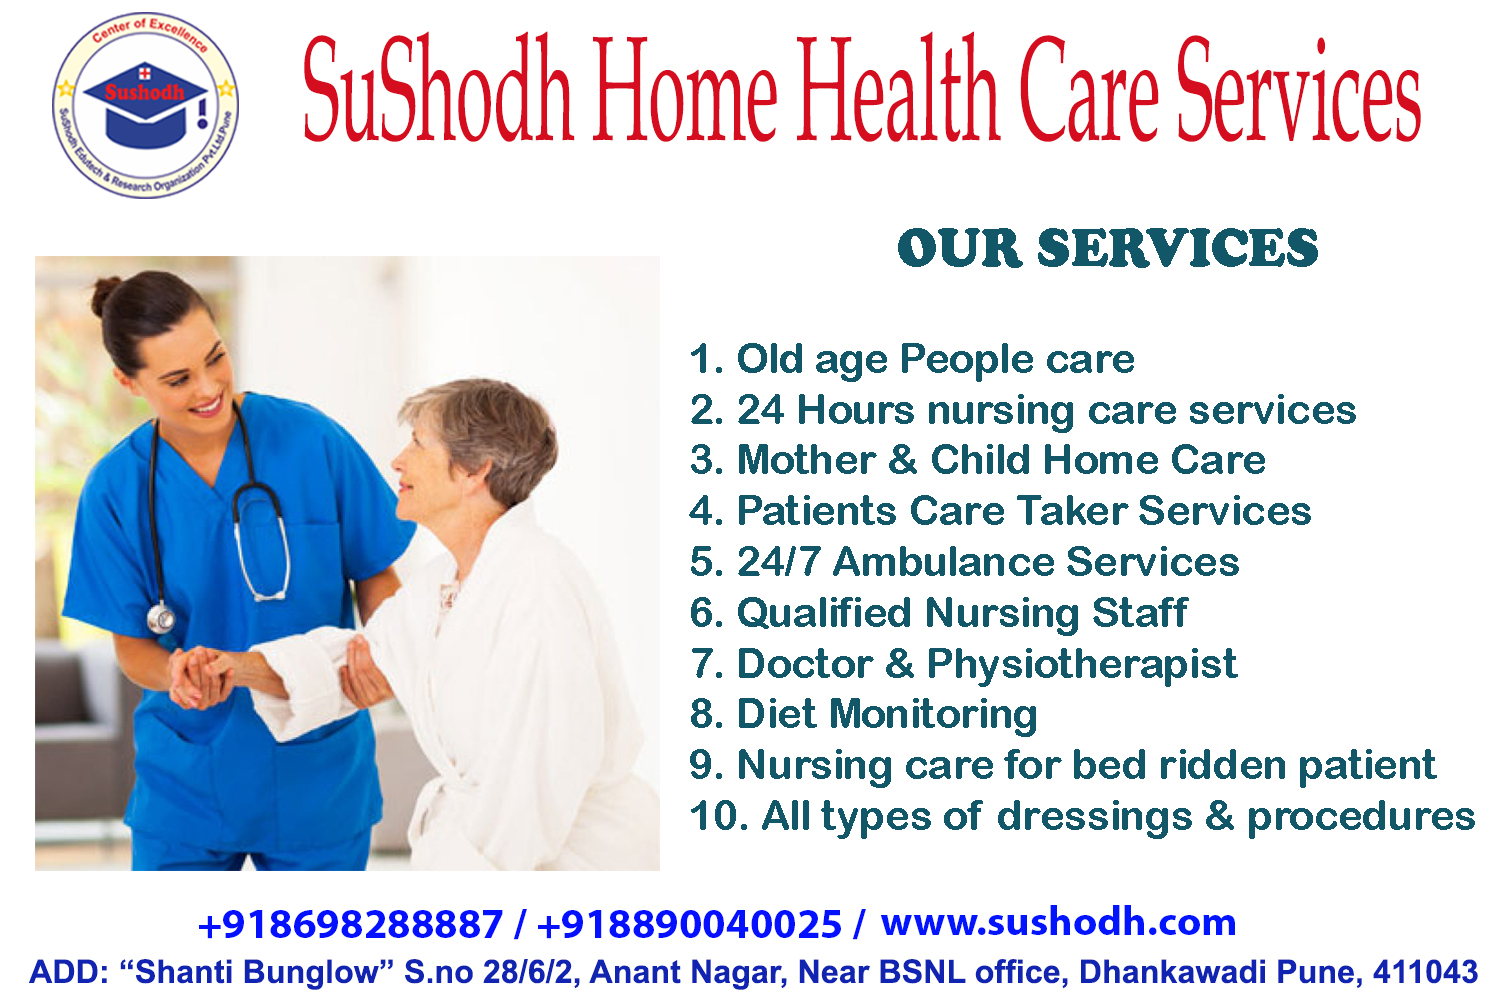 Center of Excellence
Sushodh
SuShodh Edutech & Research Organization Pvt.Ltd.Pune
SuShodh Home Health Care Services
OUR SERVICES
1. Old age People care
2. 24 Hours nursing care services
3. Mother & Child Home Care
4. Patients Care Taker Services
5. 24/7 Ambulance Services
6. Qualified Nursing Staff
7. Doctor & Physiotherapist
8. Diet Monitoring
9. Nursing care for bed ridden patient
10. All types of dressings & procedures
+918698288887 / +918890040025 / www.sushodh.com
ADD: “Shanti Bunglow” S.no 28/6/2, Anant Nagar, Near BSNL office, Dhankawadi Pune, 411043